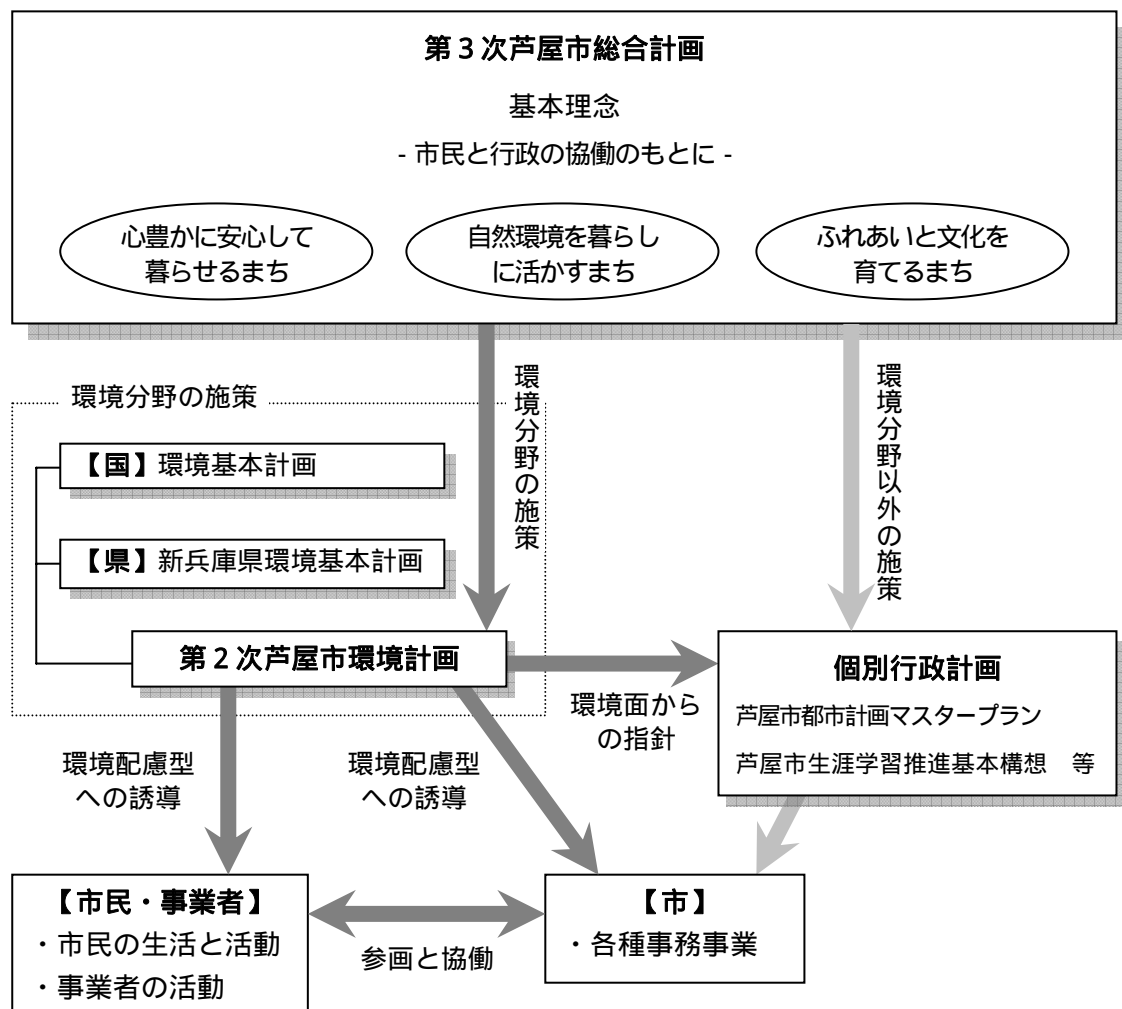 第3次芦屋市総合計画
基本理念
- 市民と行政の協働のもとに -
心豊かに安心して
暮らせるまち
自然環境を暮らし
に活かすまち
ふれあいと文化を
育てるまち
環境分野の施策
環境分野以外の施策
環境分野の施策
【国】環境基本計画
【県】新兵庫県環境基本計画
第2次芦屋市環境計画
環境面から
の指針
個別行政計画
芦屋市都市計画マスタープラン
芦屋市生涯学習推進基本構想 等
環境配慮型
への誘導
環境配慮型
への誘導
【市民・事業者】
・市民の生活と活動
・事業者の活動
参画と協働
【市】
・各種事務事業